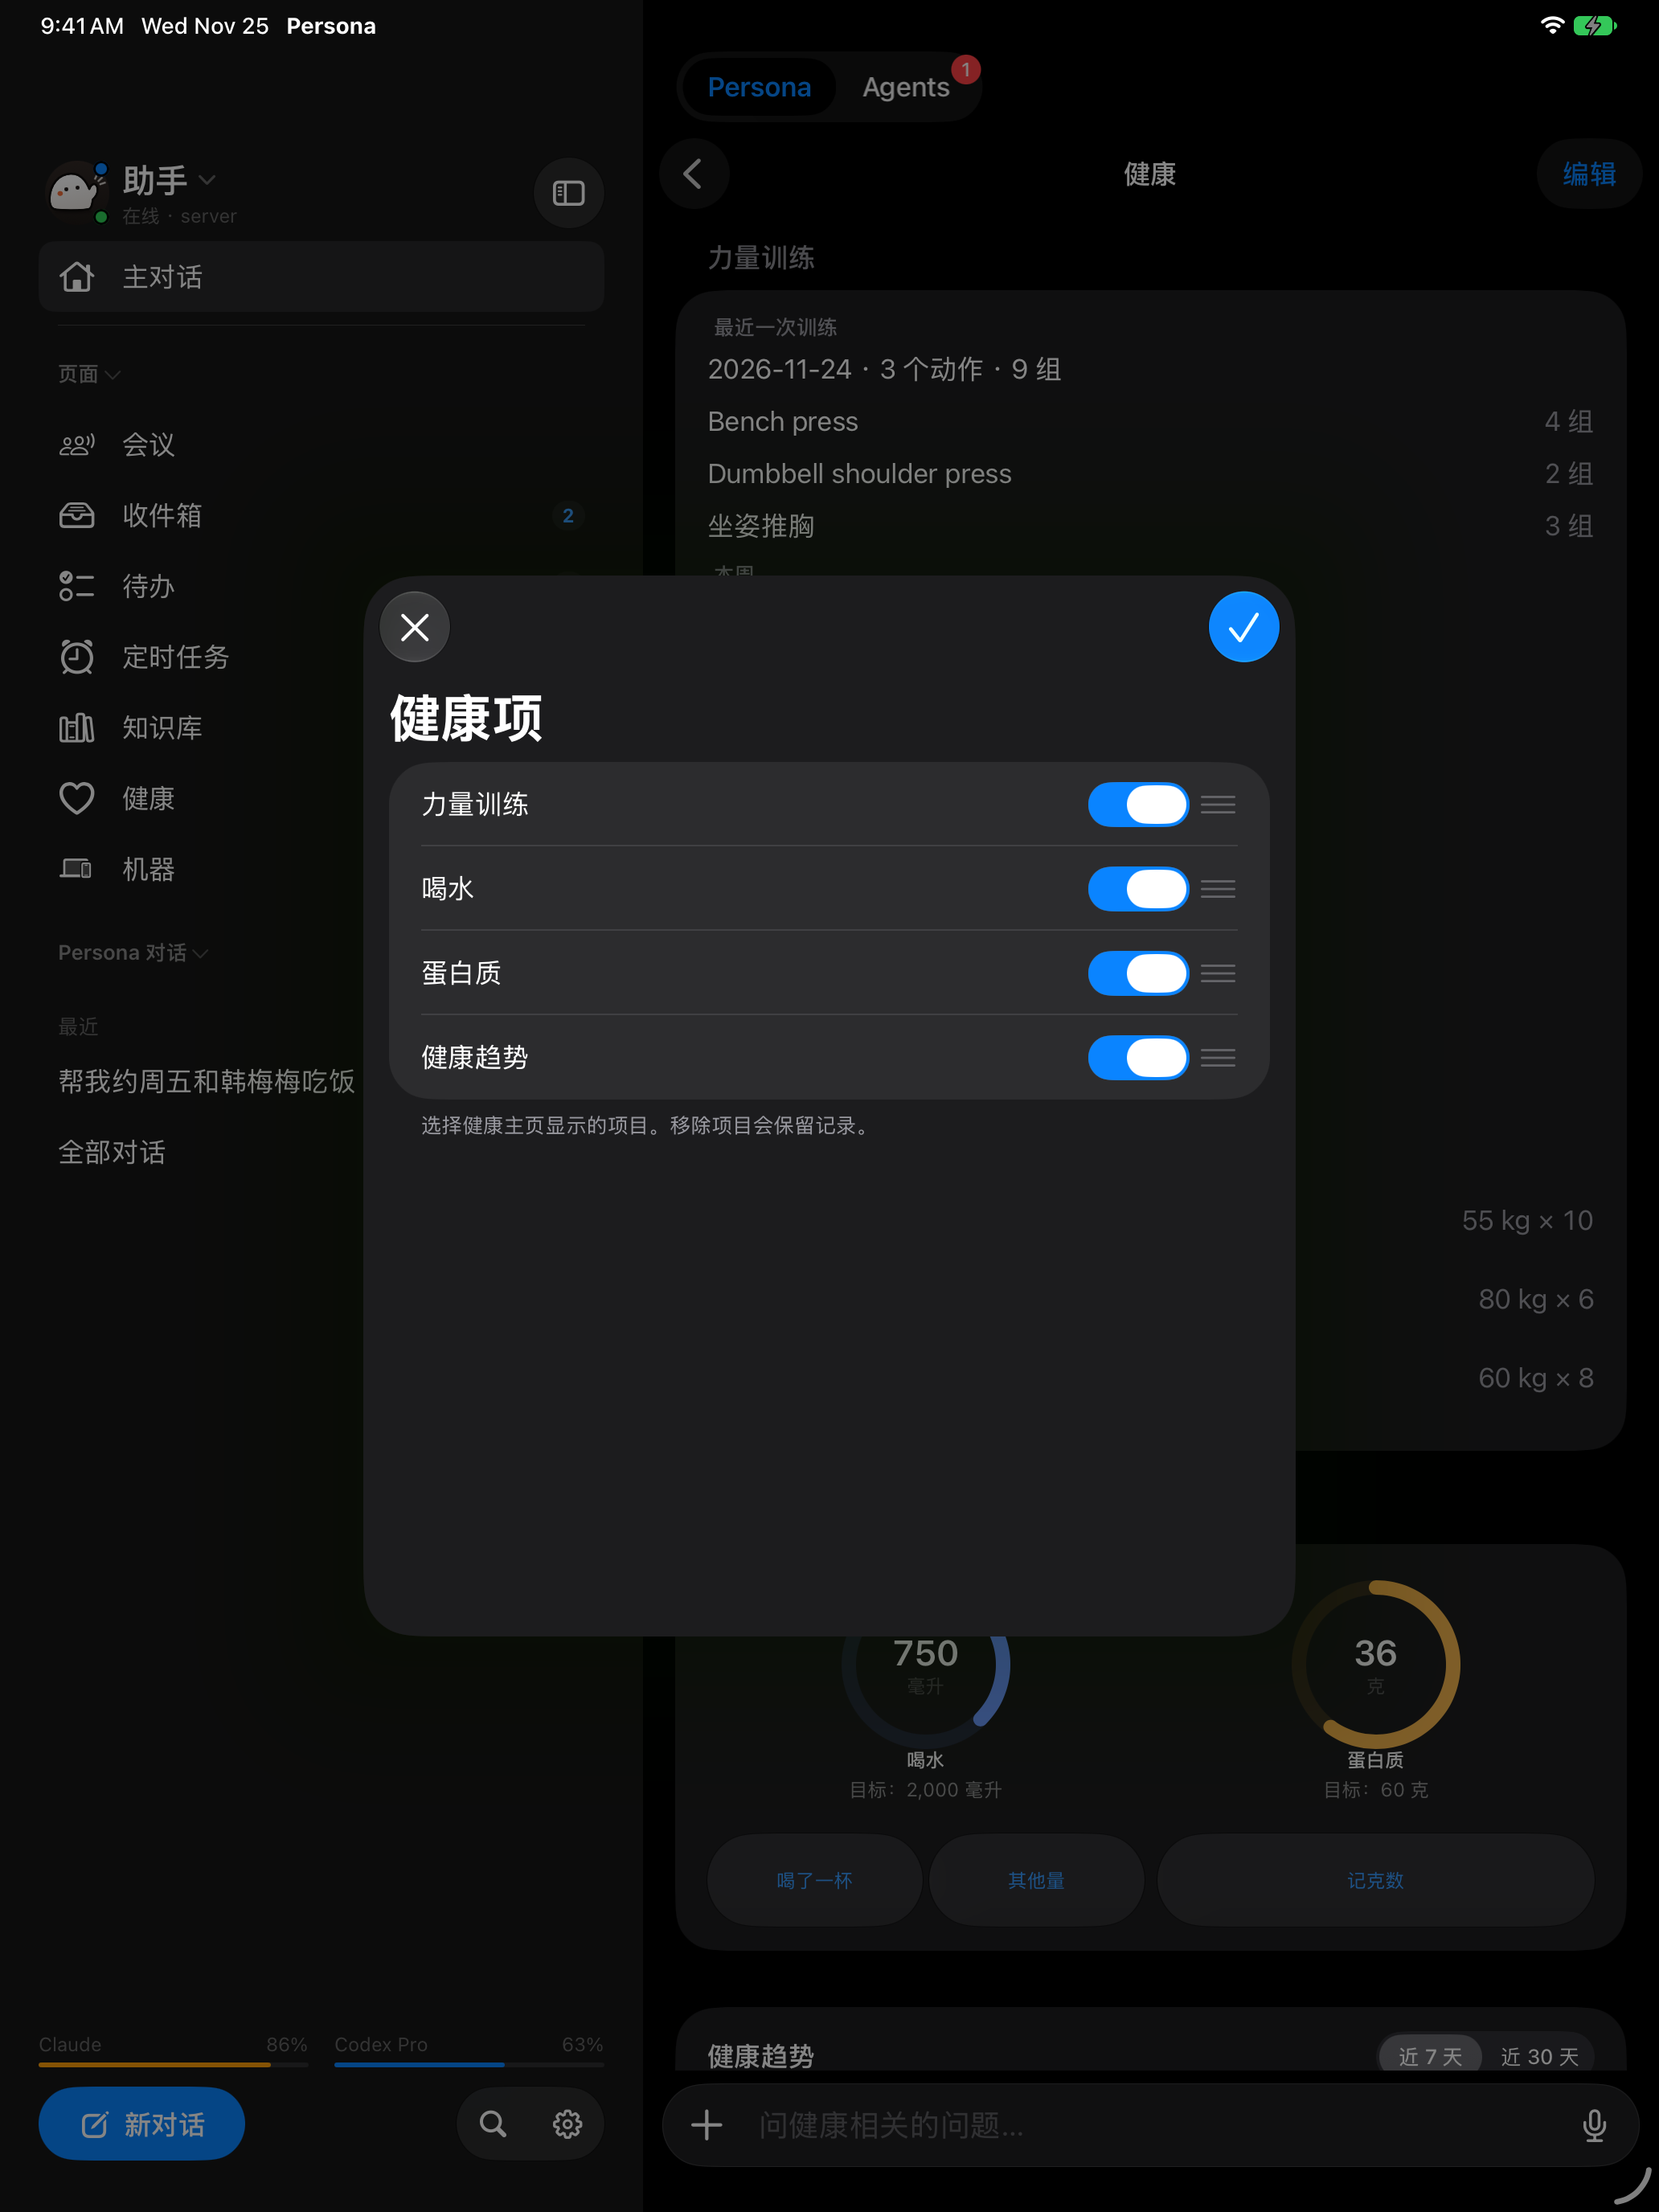 9:41 AM Wed Nov 25 Persona
助手
在线 · server
主对话
页面
会议
收件箱
2
待办
定时任务
知识库
健康
机器
Persona 对话
最近
帮我约周五和韩梅梅吃饭
全部对话
Claude 86%
Codex Pro 63%
新对话
Persona
Agents
1
健康
编辑
力量训练
最近一次训练
2026-11-24 · 3 个动作 · 9 组
Bench press 4 组
Dumbbell shoulder press 2 组
坐姿推胸 3 组
本周
健康项
力量训练
喝水
蛋白质
健康趋势
选择健康主页显示的项目。移除项目会保留记录。
55 kg × 10
80 kg × 6
60 kg × 8
750
毫升
喝水
目标：2,000 毫升
36
克
蛋白质
目标：60 克
喝了一杯
其他量
记克数
健康趋势
近 7 天
近 30 天
问健康相关的问题...